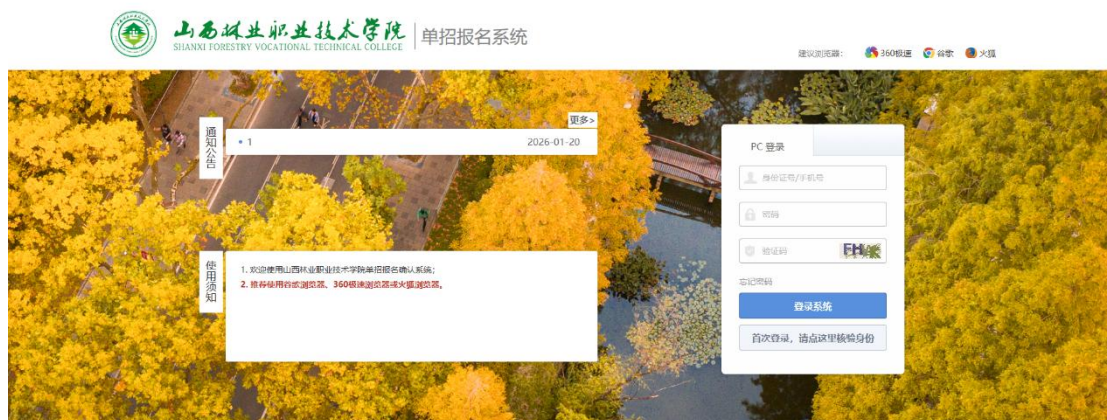 山西林业职业技术学院
SHANXI FORESTRY VOCATIONAL TECHNICAL COLLEGE
单招报名系统
建议浏览器： 360极速 谷歌 火狐
通知公告
更多>
1 2026-01-20
使用须知
1. 欢迎使用山西林业职业技术学院单招报名确认系统；
2. 推荐使用谷歌浏览器、360极速浏览器或火狐浏览器。
PC 登录
身份证号/手机号
密码
验证码
忘记密码
登录系统
首次登录，请点这里核验身份